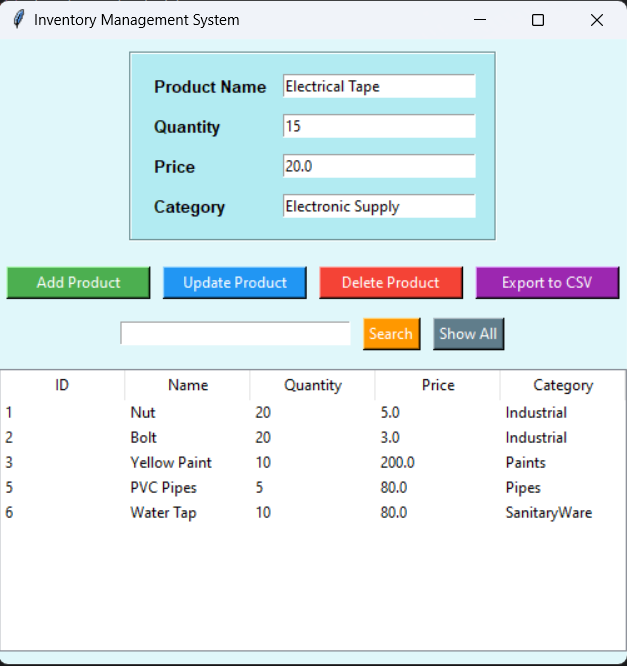 Inventory Management System
Product Name Electrical Tape
Quantity 15
Price 20.0
Category Electronic Supply
Add Product Update Product Delete Product Export to CSV
Search Show All
ID Name Quantity Price Category
1 Nut 20 5.0 Industrial
2 Bolt 20 3.0 Industrial
3 Yellow Paint 10 200.0 Paints
5 PVC Pipes 5 80.0 Pipes
6 Water Tap 10 80.0 SanitaryWare